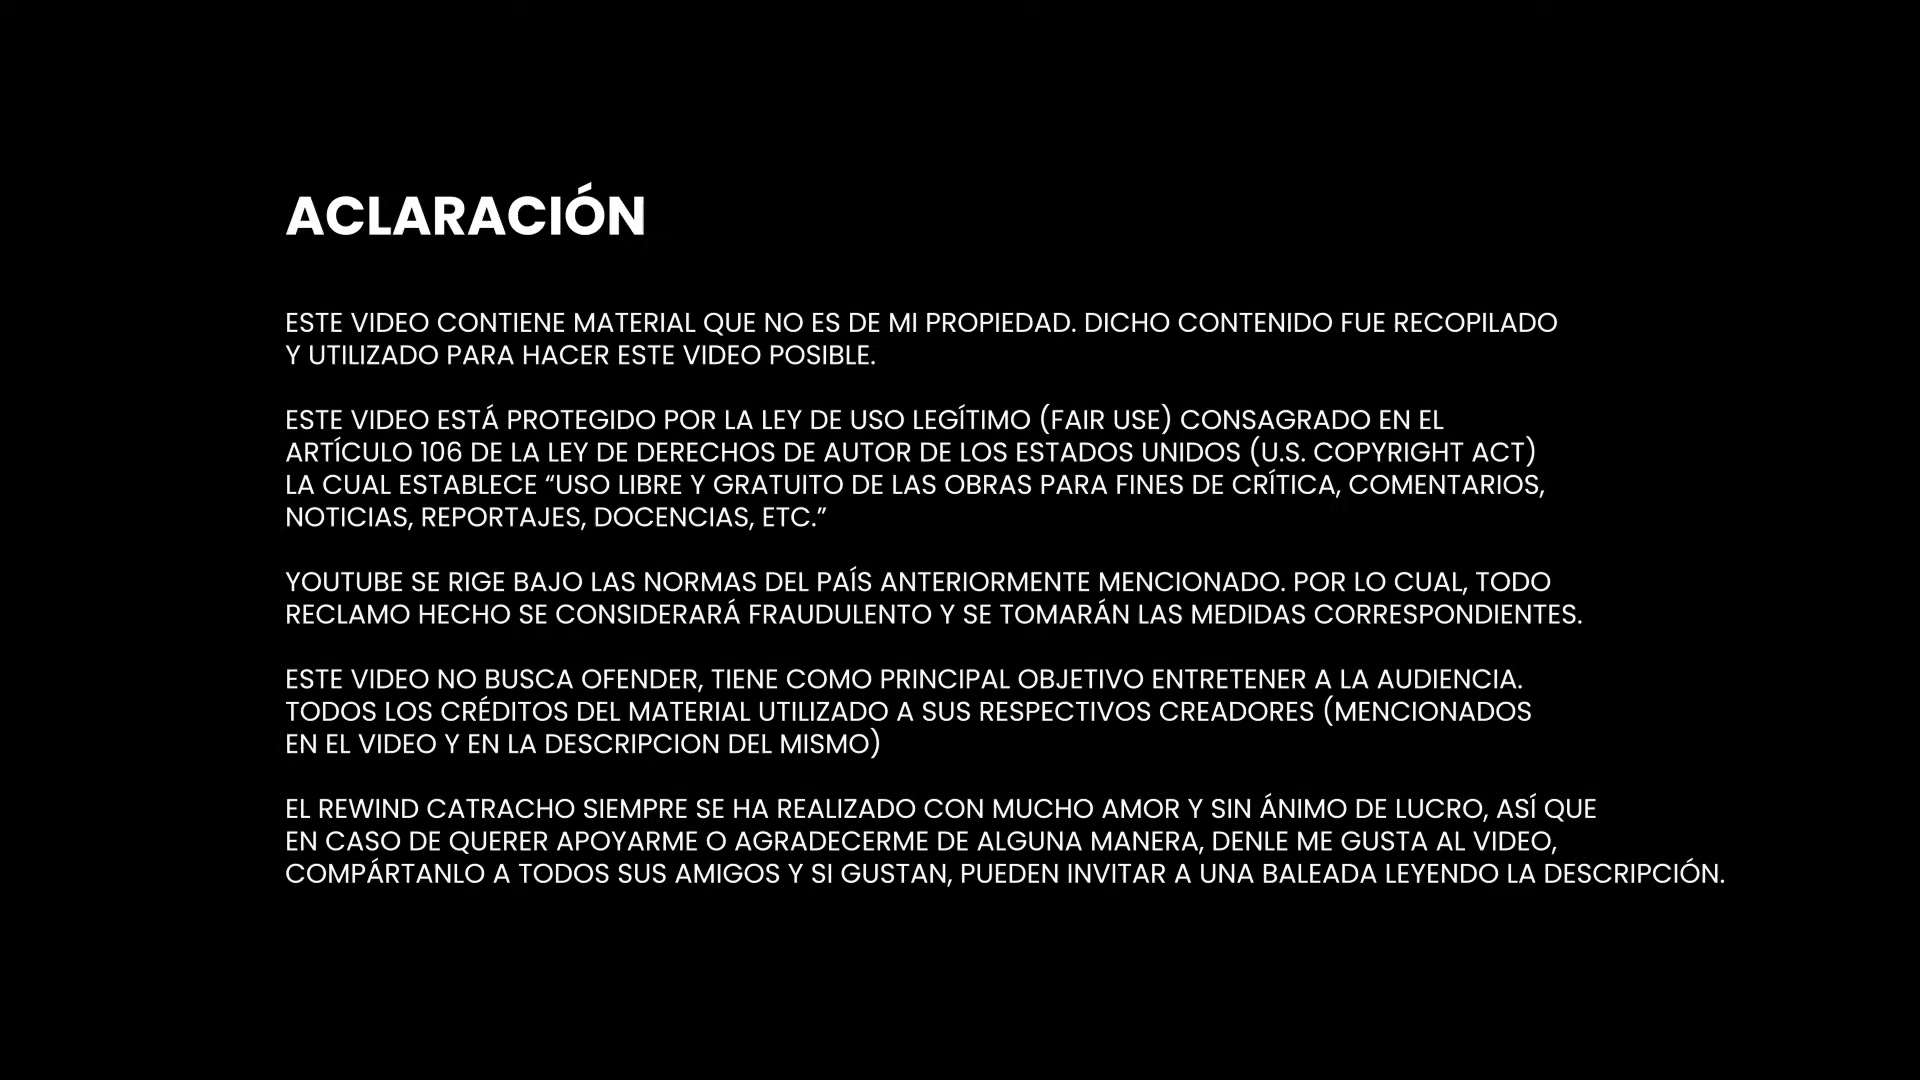 ACLARACIÓN
ESTE VIDEO CONTIENE MATERIAL QUE NO ES DE MI PROPIEDAD. DICHO CONTENIDO FUE RECOPILADO
Y UTILIZADO PARA HACER ESTE VIDEO POSIBLE.
ESTE VIDEO ESTÁ PROTEGIDO POR LA LEY DE USO LEGÍTIMO (FAIR USE) CONSAGRADO EN EL
ARTÍCULO 106 DE LA LEY DE DERECHOS DE AUTOR DE LOS ESTADOS UNIDOS (U.S. COPYRIGHT ACT)
LA CUAL ESTABLECE “USO LIBRE Y GRATUITO DE LAS OBRAS PARA FINES DE CRÍTICA, COMENTARIOS,
NOTICIAS, REPORTAJES, DOCENCIAS, ETC.”
YOUTUBE SE RIGE BAJO LAS NORMAS DEL PAÍS ANTERIORMENTE MENCIONADO. POR LO CUAL, TODO
RECLAMO HECHO SE CONSIDERARÁ FRAUDULENTO Y SE TOMARÁN LAS MEDIDAS CORRESPONDIENTES.
ESTE VIDEO NO BUSCA OFENDER, TIENE COMO PRINCIPAL OBJETIVO ENTRETENER A LA AUDIENCIA.
TODOS LOS CRÉDITOS DEL MATERIAL UTILIZADO A SUS RESPECTIVOS CREADORES (MENCIONADOS
EN EL VIDEO Y EN LA DESCRIPCION DEL MISMO)
EL REWIND CATRACHO SIEMPRE SE HA REALIZADO CON MUCHO AMOR Y SIN ÁNIMO DE LUCRO, ASÍ QUE
EN CASO DE QUERER APOYARME O AGRADECERME DE ALGUNA MANERA, DENLE ME GUSTA AL VIDEO,
COMPÁRTANLO A TODOS SUS AMIGOS Y SI GUSTAN, PUEDEN INVITAR A UNA BALEADA LEYENDO LA DESCRIPCIÓN.